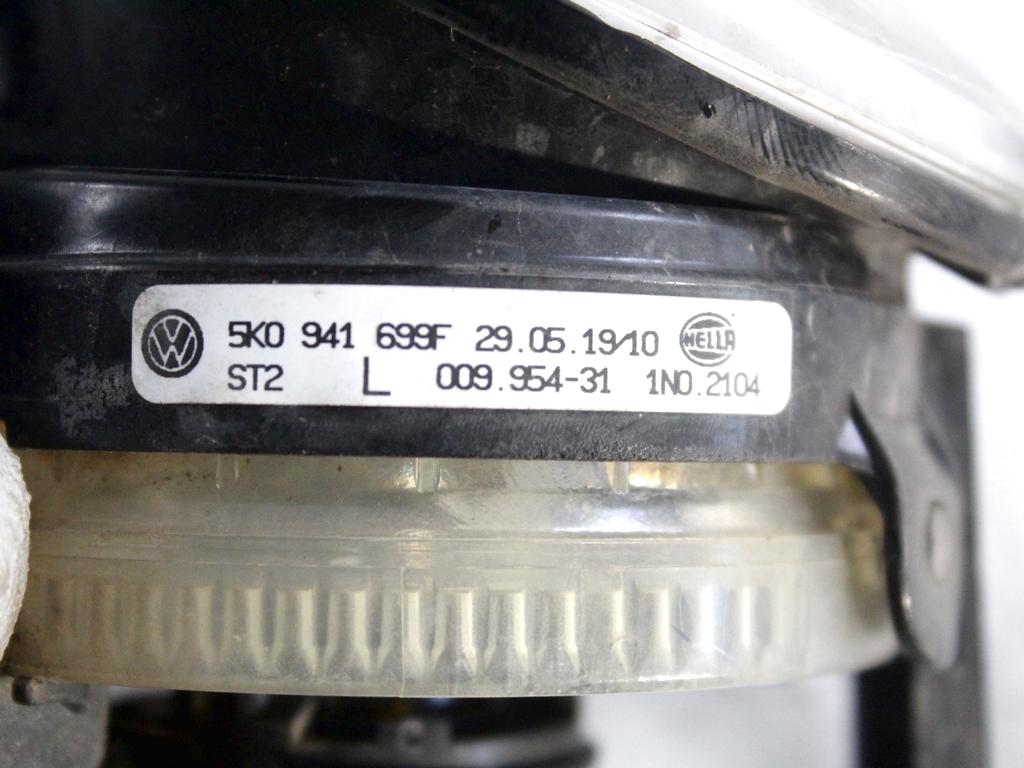 5K0 941 699F 29.05.19/10 HELLA
ST2 L 009.954-31 1N0.2104